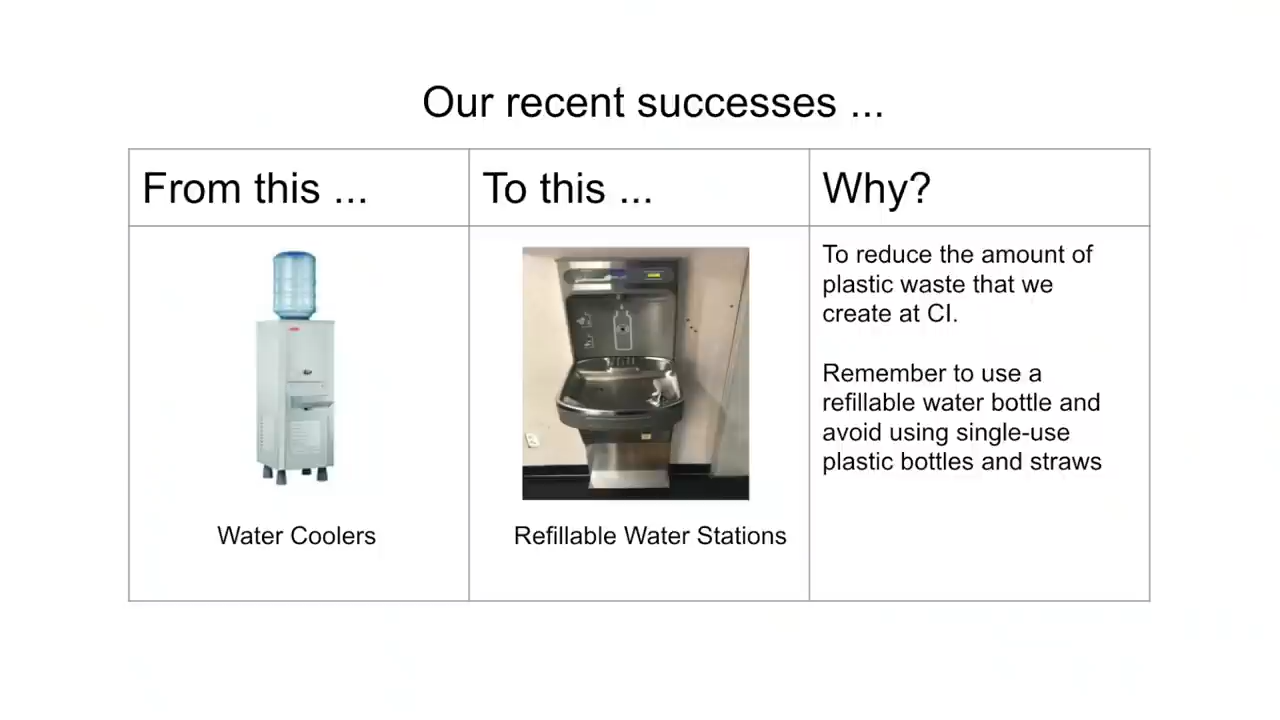 Our recent successes ...
From this ...
To this ...
Why?
To reduce the amount of
plastic waste that we
create at CI.
Remember to use a
refillable water bottle and
avoid using single-use
plastic bottles and straws
Water Coolers
Refillable Water Stations